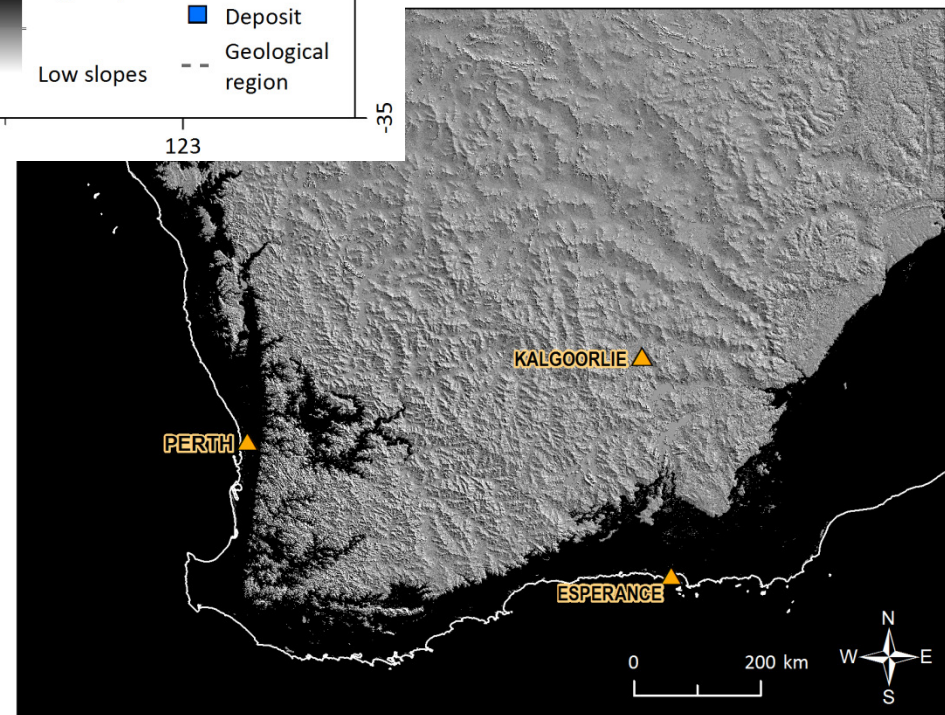 Deposit
Geological
region
Low slopes
-35
123
KALGOORLIE
PERTH
ESPERANCE
N
W E
S
0 200 km